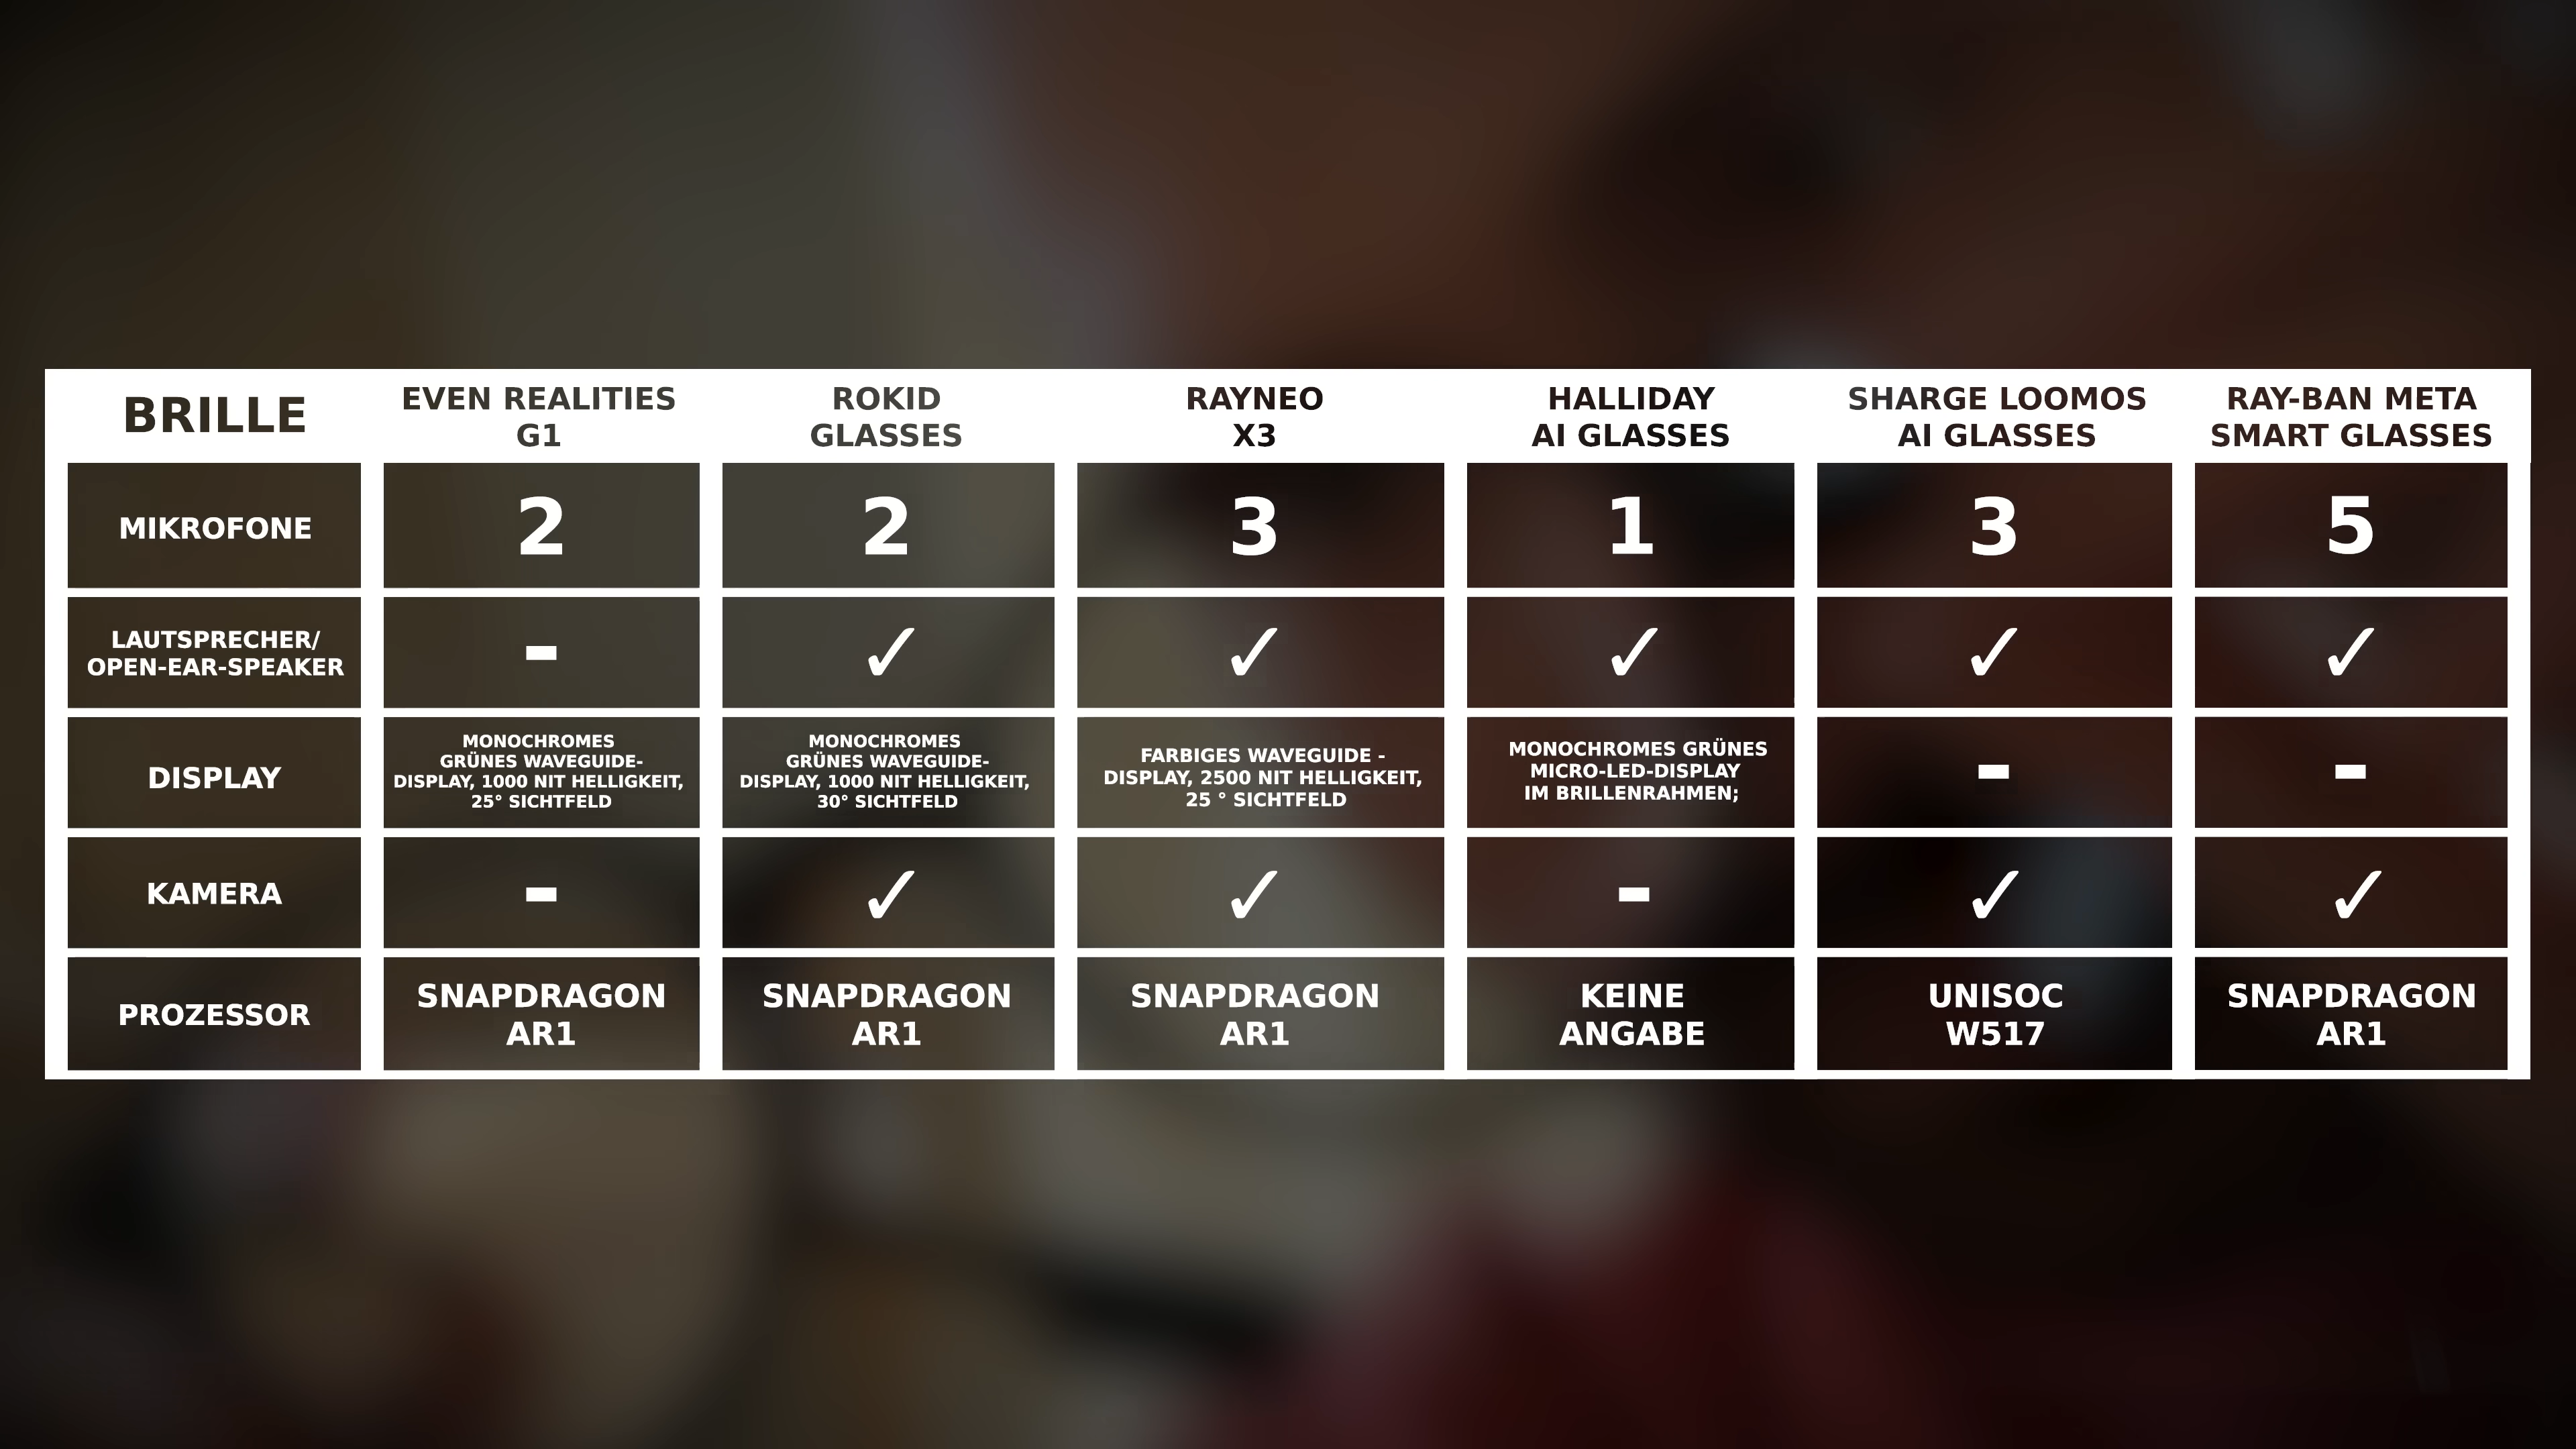 BRILLE
EVEN REALITIES
G1
ROKID
GLASSES
RAYNEO
X3
HALLIDAY
AI GLASSES
SHARGE LOOMOS
AI GLASSES
RAY-BAN META
SMART GLASSES
MIKROFONE
2
2
3
1
3
5
LAUTSPRECHER/
OPEN-EAR-SPEAKER
-
✓
✓
✓
✓
✓
DISPLAY
MONOCHROMES
GRÜNES WAVEGUIDE-
DISPLAY, 1000 NIT HELLIGKEIT,
25° SICHTFELD
MONOCHROMES
GRÜNES WAVEGUIDE-
DISPLAY, 1000 NIT HELLIGKEIT,
30° SICHTFELD
FARBIGES WAVEGUIDE -
DISPLAY, 2500 NIT HELLIGKEIT,
25 ° SICHTFELD
MONOCHROMES GRÜNES
MICRO-LED-DISPLAY
IM BRILLENRAHMEN;
-
-
KAMERA
-
✓
✓
-
✓
✓
PROZESSOR
SNAPDRAGON
AR1
SNAPDRAGON
AR1
SNAPDRAGON
AR1
KEINE
ANGABE
UNISOC
W517
SNAPDRAGON
AR1